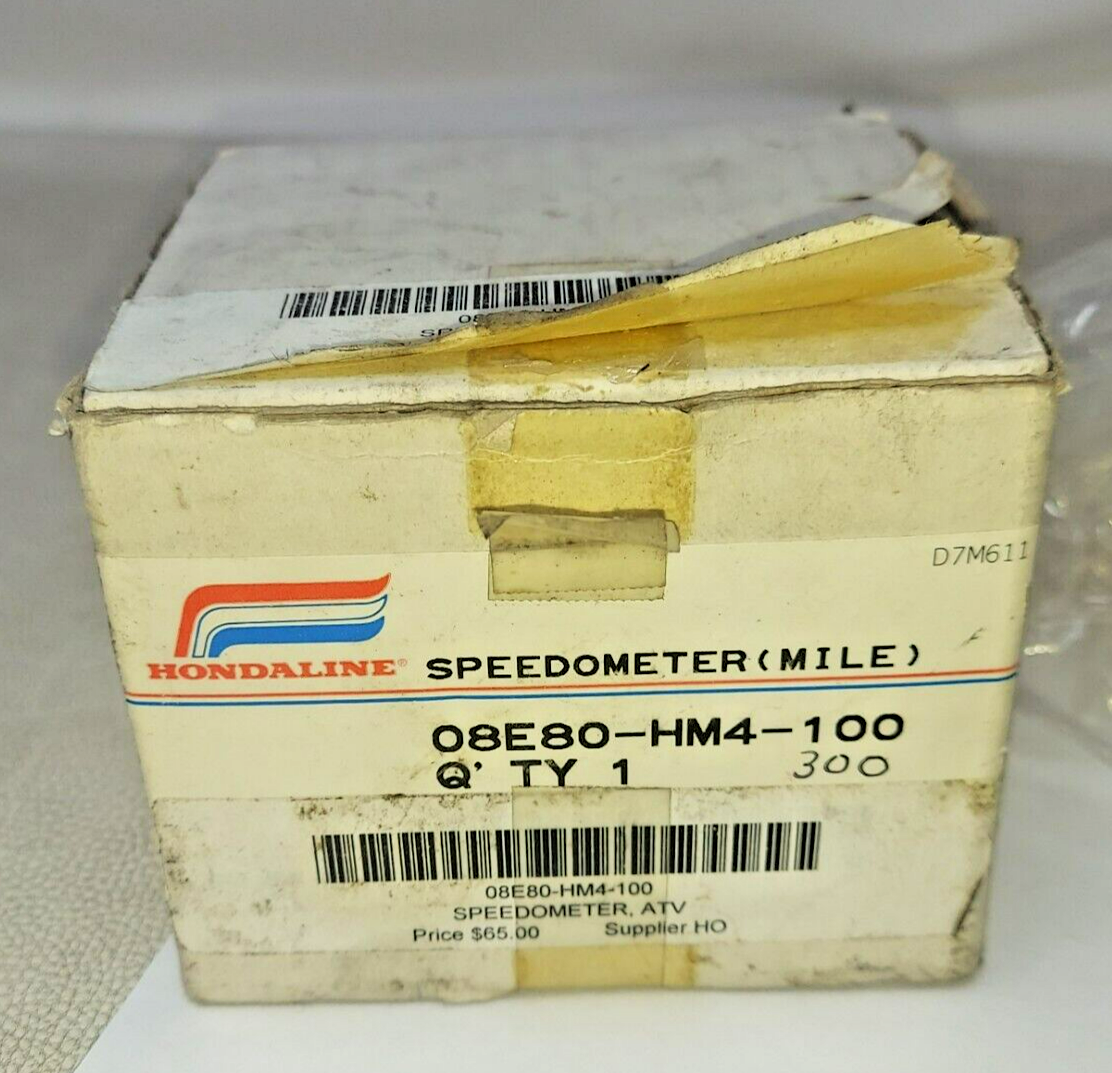 D7M611
HONDALINE®
SPEEDOMETER(MILE)
08E80-HM4-100
Q'TY 1 300
08E80-HM4-100
SPEEDOMETER, ATV
Price $65.00 Supplier HO